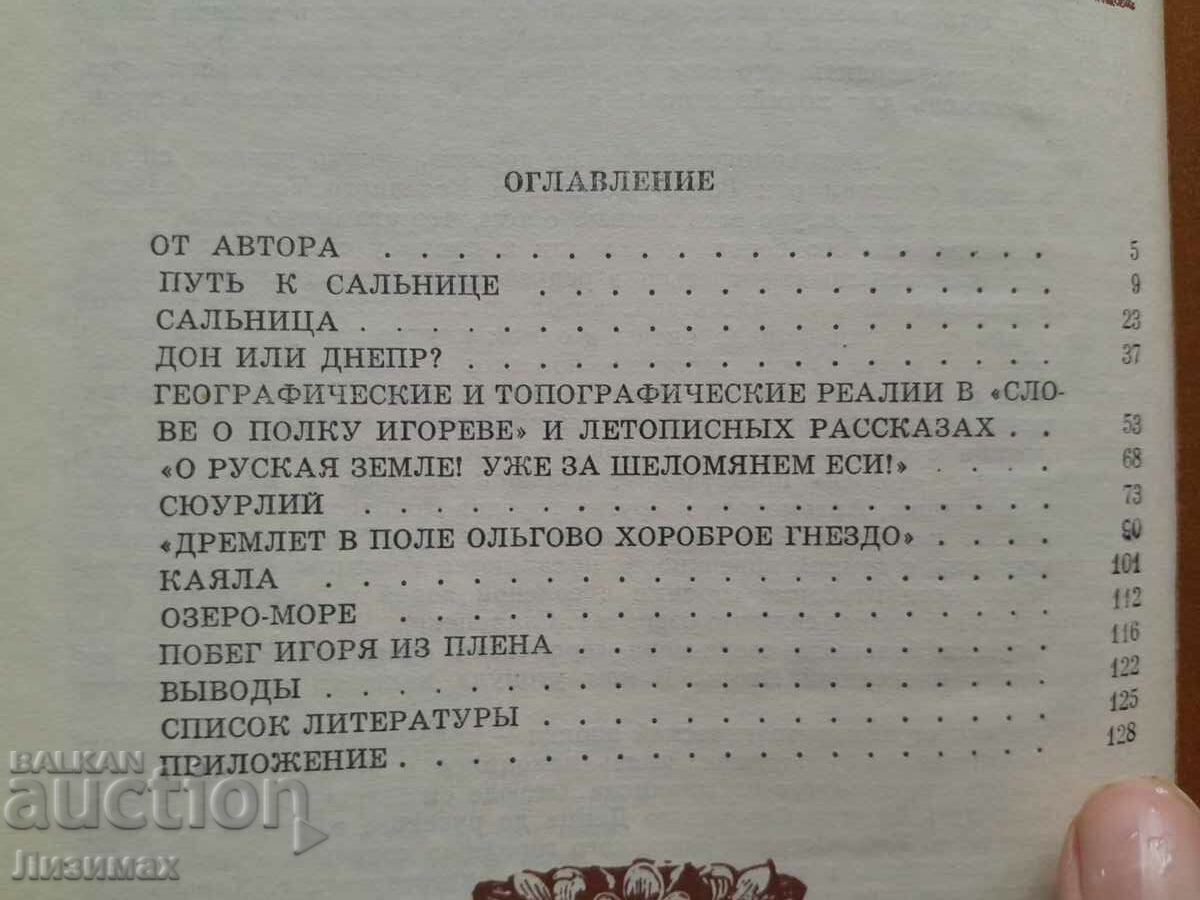 ОГЛАВЛЕНИЕ
ОТ АВТОРА . . . . . . . . . . . . . . . . . . 5
ПУТЬ К САЛЬНИЦЕ . . . . . . . . . . . . . . 9
САЛЬНИЦА . . . . . . . . . . . . . . . . . . . 23
ДОН ИЛИ ДНЕПР? . . . . . . . . . . . . . . . . 37
ГЕОГРАФИЧЕСКИЕ И ТОПОГРАФИЧЕСКИЕ РЕАЛИИ В «СЛО-
ВЕ О ПОЛКУ ИГОРЕВЕ» И ЛЕТОПИСНЫХ РАССКАЗАХ . . 53
«О РУСКАЯ ЗЕМЛЕ! УЖЕ ЗА ШЕЛОМЯНЕМ ЕСИ!» . . . . 68
СЮУРЛИЙ . . . . . . . . . . . . . . . . . . . 73
«ДРЕМЛЕТ В ПОЛЕ ОЛЬГОВО ХОРОБРОЕ ГНЕЗДО» . . . . 90
КАЯЛА . . . . . . . . . . . . . . . . . . . . 101
ОЗЕРО-МОРЕ . . . . . . . . . . . . . . . . . . 112
ПОБЕГ ИГОРЯ ИЗ ПЛЕНА . . . . . . . . . . . . 116
ВЫВОДЫ . . . . . . . . . . . . . . . . . . . . 122
СПИСОК ЛИТЕРАТУРЫ . . . . . . . . . . . . . . 125
ПРИЛОЖЕНИЕ . . . . . . . . . . . . . . . . . . 128
BALKAN
auction
Лизимах